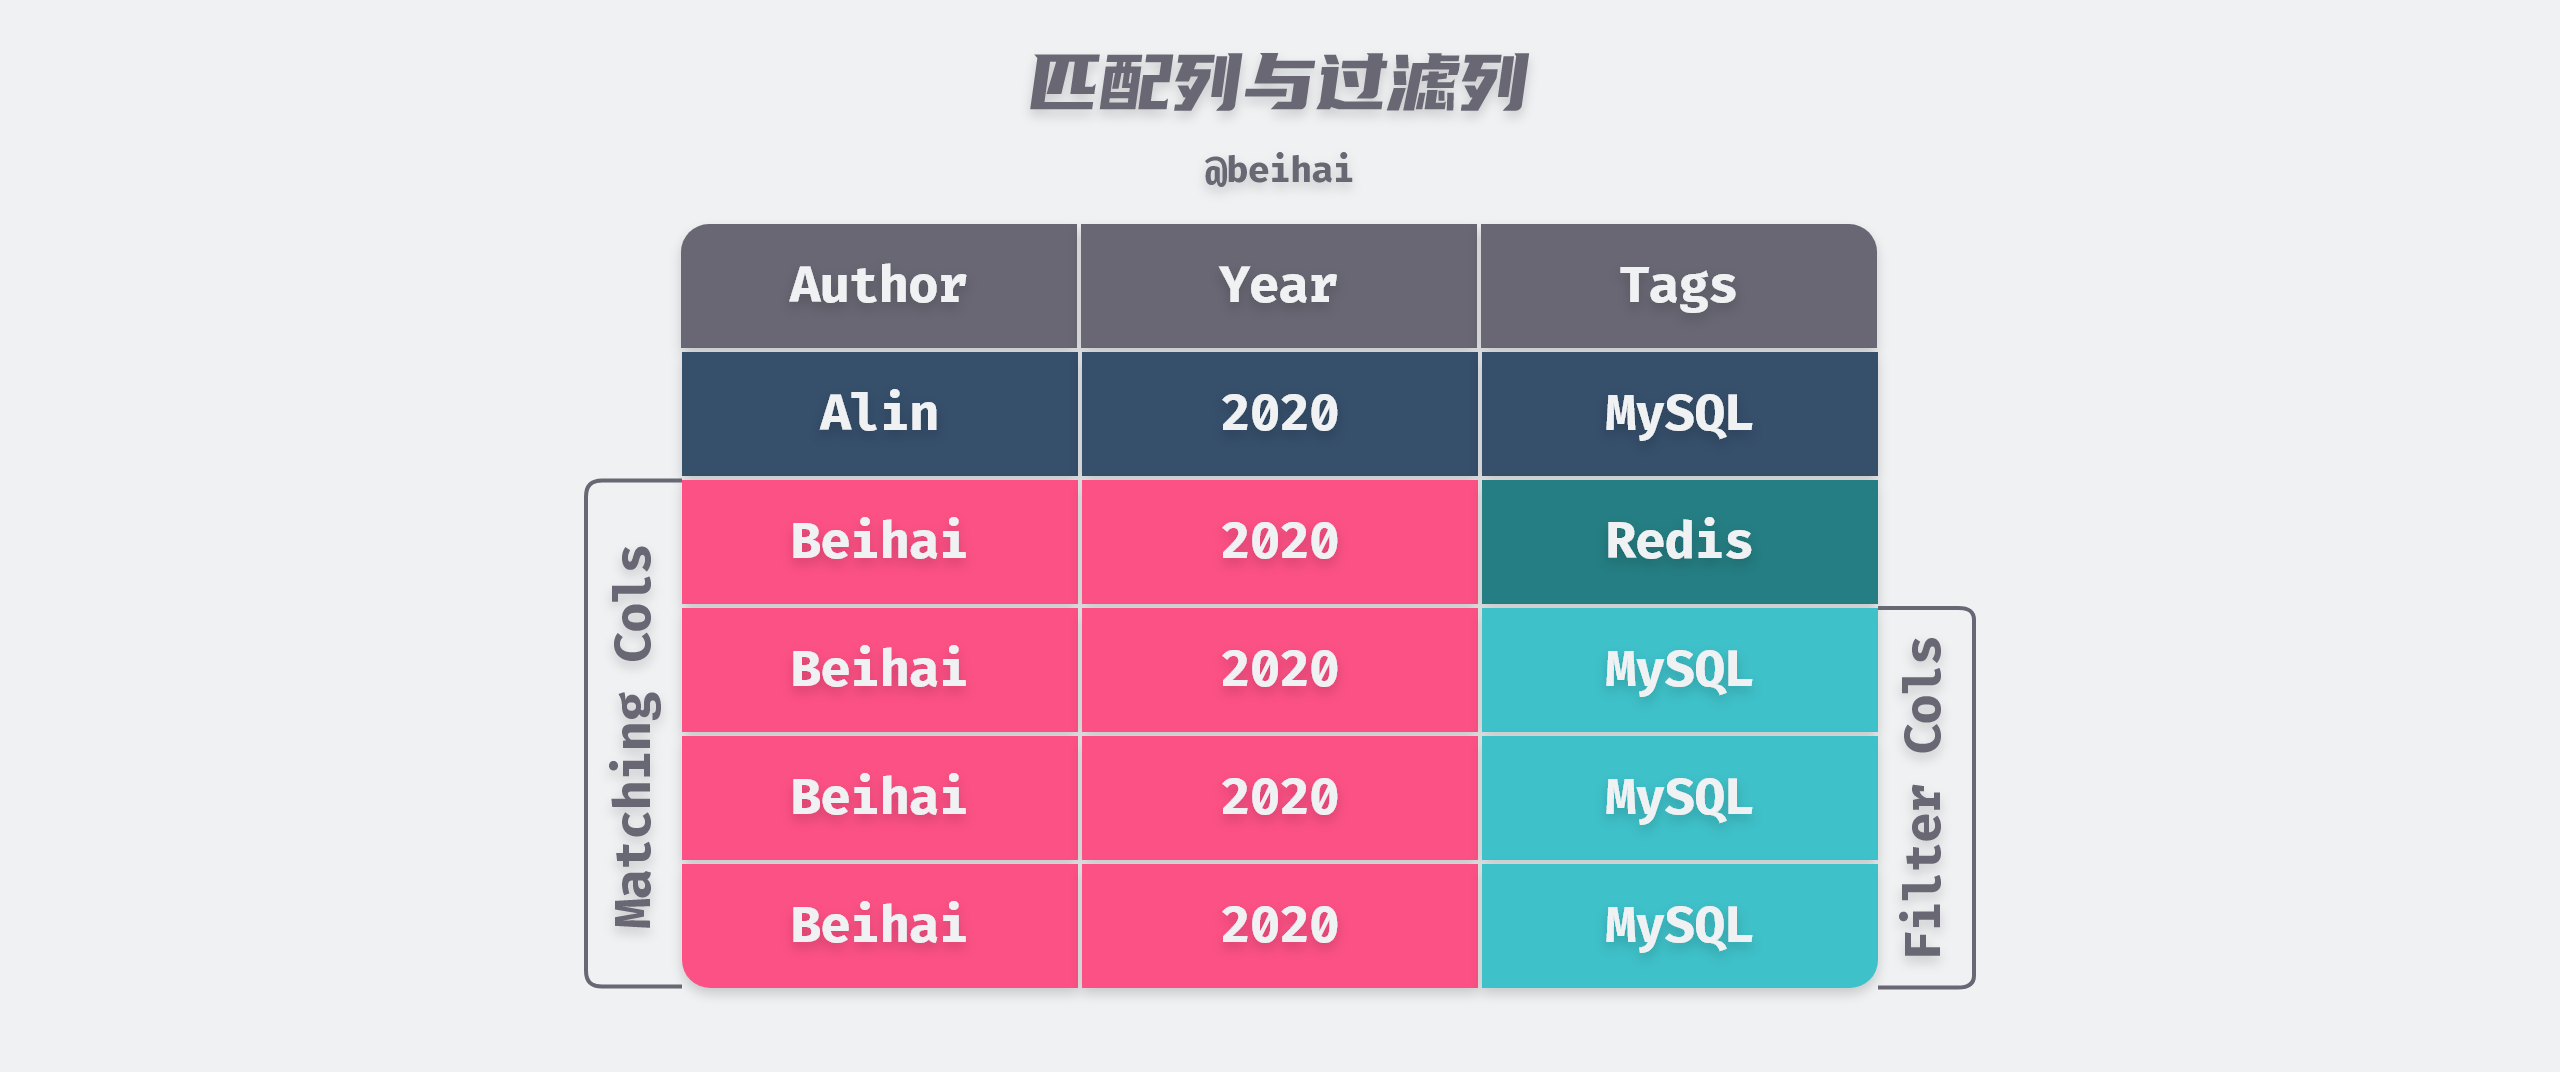 匹配列与过滤列
@beihai
Author Year Tags
Alin 2020 MySQL
Beihai 2020 Redis
Beihai 2020 MySQL
Beihai 2020 MySQL
Beihai 2020 MySQL
Matching Cols
Filter Cols